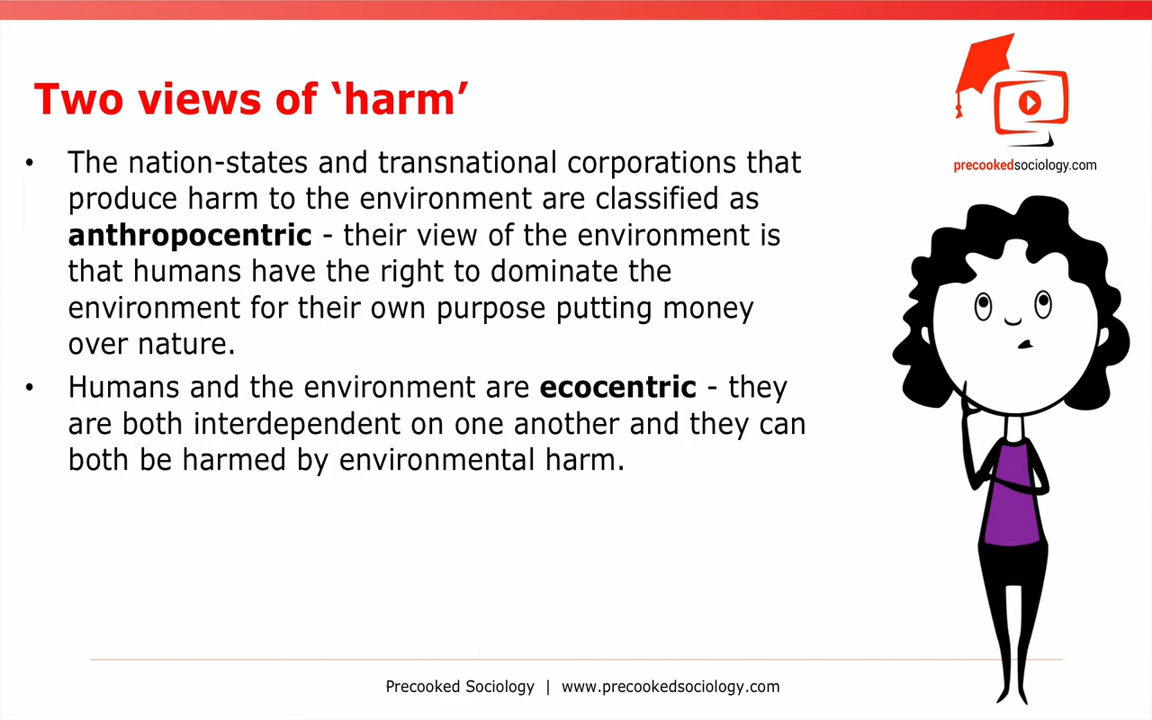 Two views of ‘harm’
precookedsociology.com
• The nation-states and transnational corporations that
produce harm to the environment are classified as
anthropocentric - their view of the environment is
that humans have the right to dominate the
environment for their own purpose putting money
over nature.
• Humans and the environment are ecocentric - they
are both interdependent on one another and they can
both be harmed by environmental harm.
Precooked Sociology | www.precookedsociology.com